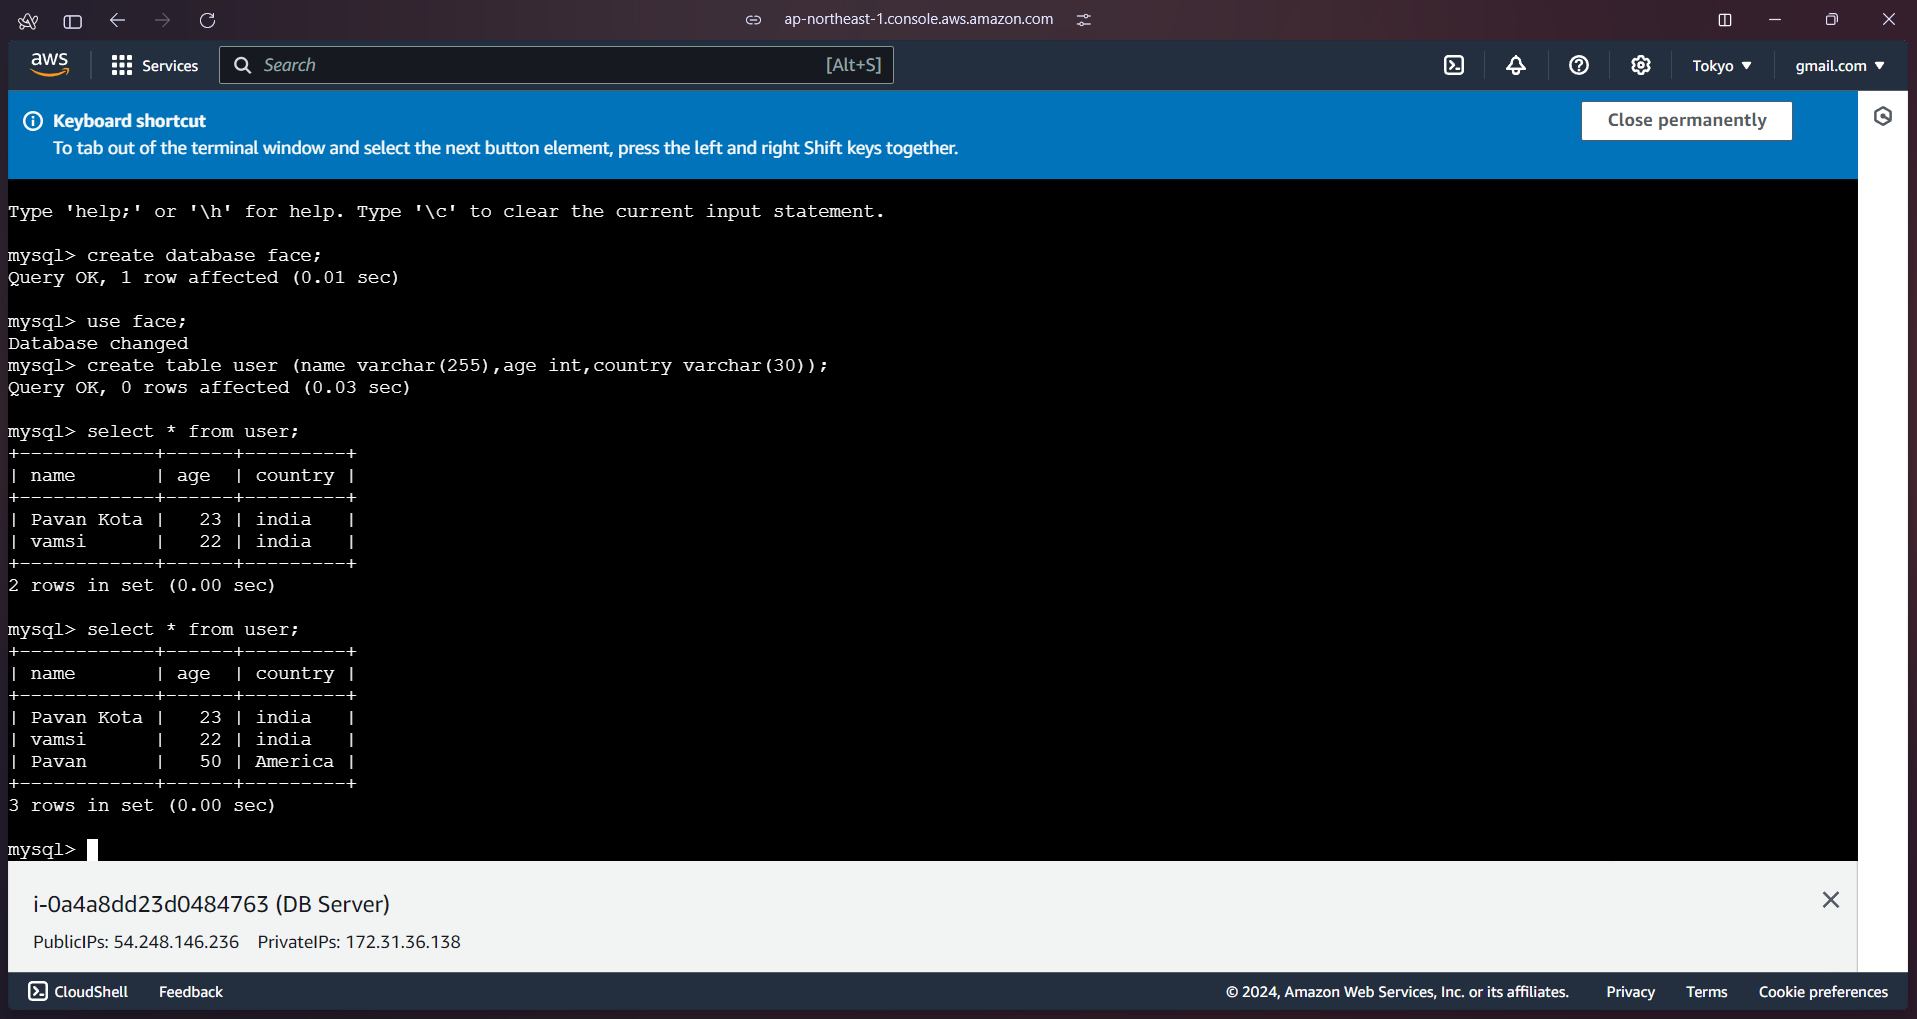 ap-northeast-1.console.aws.amazon.com
aws Services Search [Alt+S] Tokyo gmail.com
Keyboard shortcut
To tab out of the terminal window and select the next button element, press the left and right Shift keys together.
Close permanently
Type 'help;' or '\h' for help. Type '\c' to clear the current input statement.
mysql> create database face;
Query OK, 1 row affected (0.01 sec)
mysql> use face;
Database changed
mysql> create table user (name varchar(255),age int,country varchar(30));
Query OK, 0 rows affected (0.03 sec)
mysql> select * from user;
+------------+------+---------+
| name       | age  | country |
+------------+------+---------+
| Pavan Kota |   23 | india   |
| vamsi      |   22 | india   |
+------------+------+---------+
2 rows in set (0.00 sec)
mysql> select * from user;
+------------+------+---------+
| name       | age  | country |
+------------+------+---------+
| Pavan Kota |   23 | india   |
| vamsi      |   22 | india   |
| Pavan      |   50 | America |
+------------+------+---------+
3 rows in set (0.00 sec)
mysql>
i-0a4a8dd23d0484763 (DB Server)
PublicIPs: 54.248.146.236 PrivateIPs: 172.31.36.138
CloudShell Feedback © 2024, Amazon Web Services, Inc. or its affiliates. Privacy Terms Cookie preferences